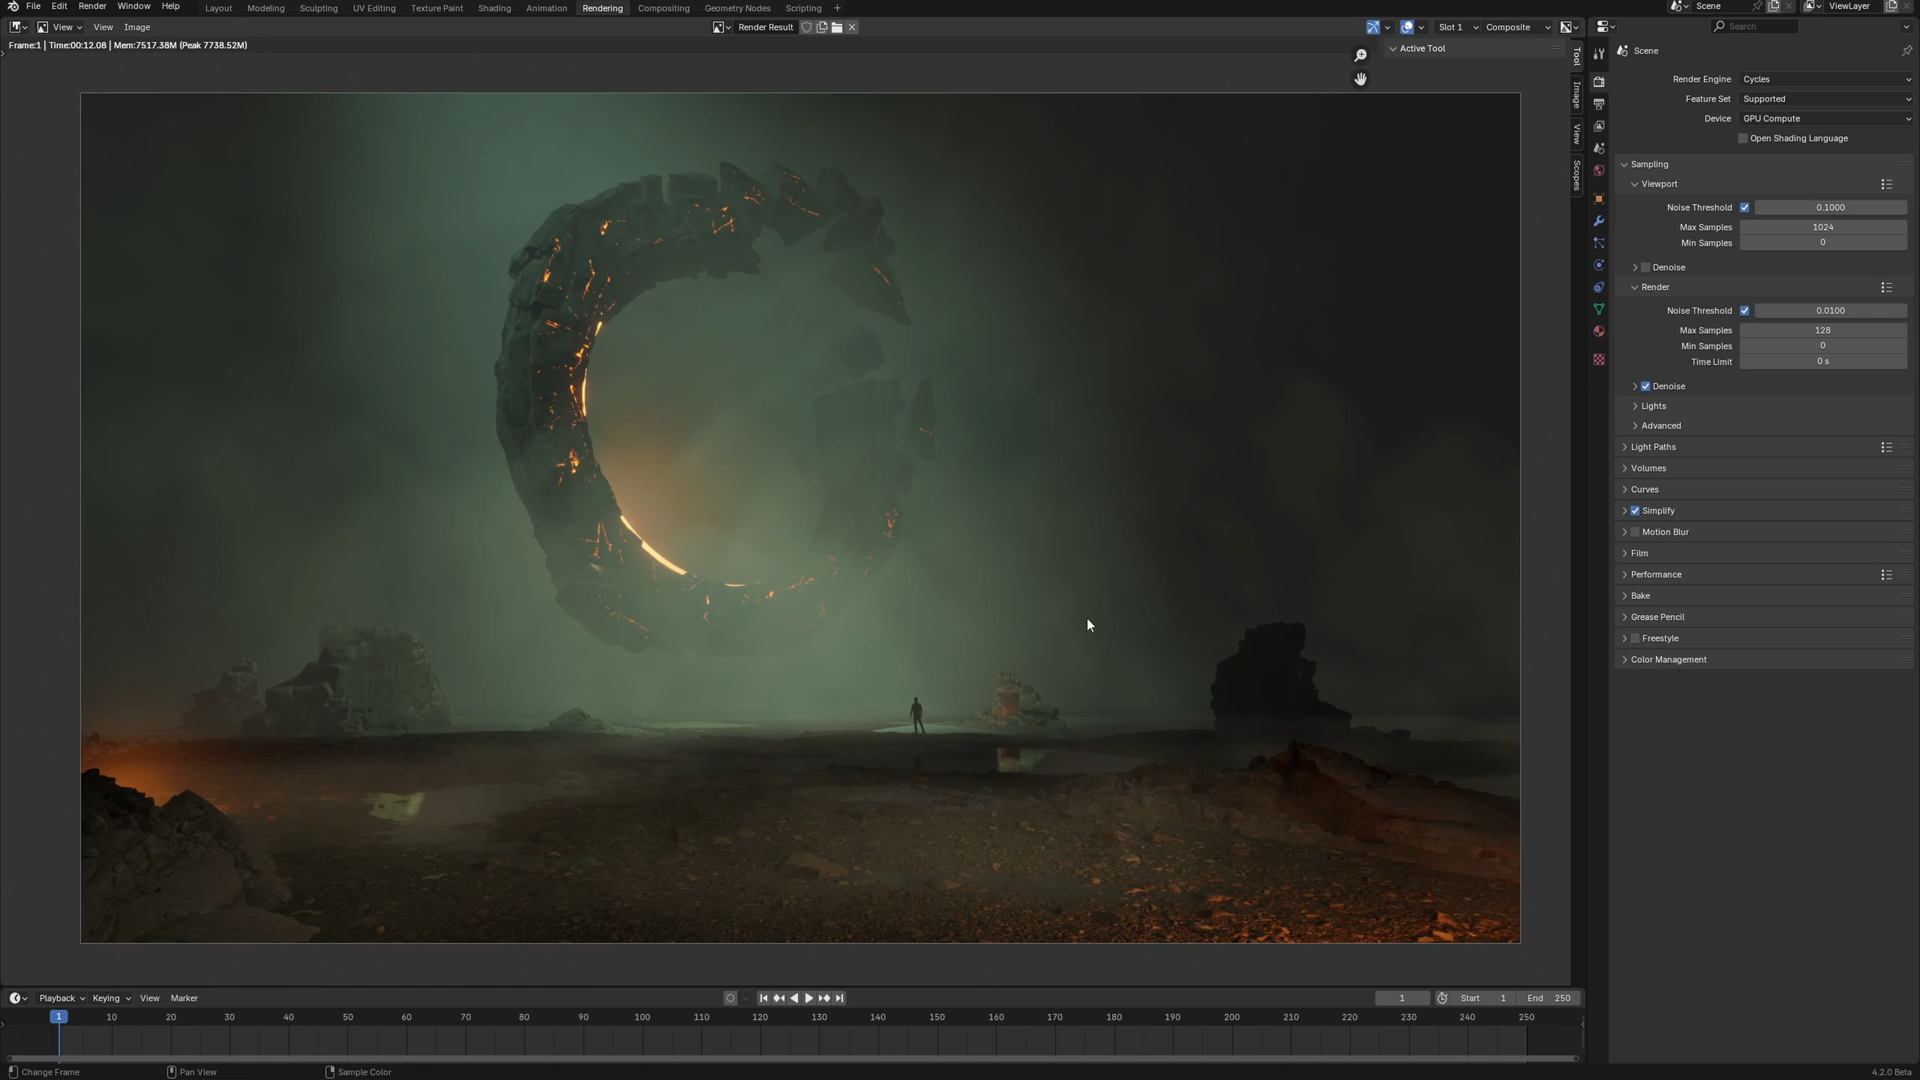 File Edit Render Window Help Layout Modeling Sculpting UV Editing Texture Paint Shading Animation Rendering Compositing Geometry Nodes Scripting + Scene ViewLayer
View View Image Render Result Slot 1 Composite Search
Frame:1 | Time:00:12.08 | Mem:7517.38M (Peak 7738.52M)
Active Tool
Tool
Image
View
Scopes
Scene
Render Engine Cycles
Feature Set Supported
Device GPU Compute
Open Shading Language
Sampling
Viewport
Noise Threshold 0.1000
Max Samples 1024
Min Samples 0
Denoise
Render
Noise Threshold 0.0100
Max Samples 128
Min Samples 0
Time Limit 0 s
Denoise
Lights
Advanced
Light Paths
Volumes
Curves
Simplify
Motion Blur
Film
Performance
Bake
Grease Pencil
Freestyle
Color Management
Playback Keying View Marker 1 Start 1 End 250
1 10 20 30 40 50 60 70 80 90 100 110 120 130 140 150 160 170 180 190 200 210 220 230 240 250
Change Frame Pan View Sample Color 4.2.0 Beta